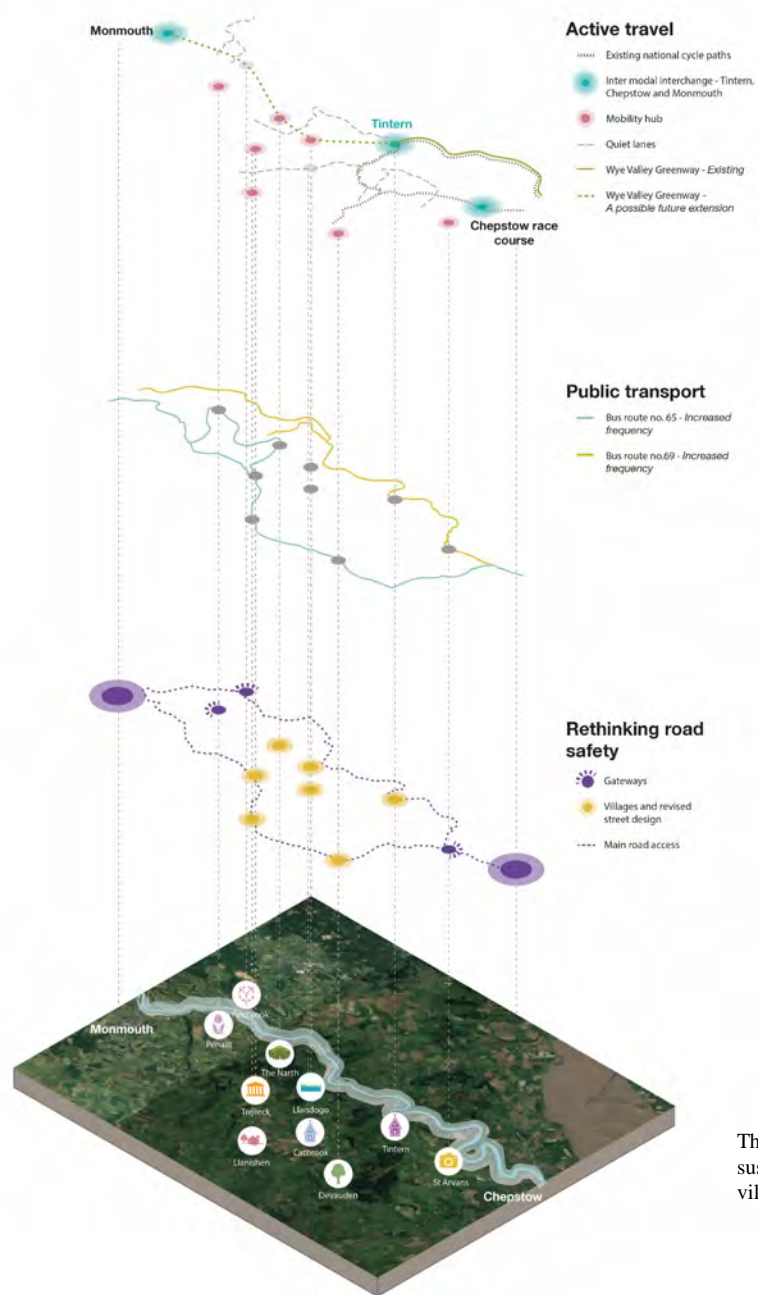 Monmouth
Tintern
Chepstow race
course
Active travel
Existing national cycle paths
Inter modal interchange - Tintern,
Chepstow and Monmouth
Mobility hub
Quiet lanes
Wye Valley Greenway - Existing
Wye Valley Greenway -
A possible future extension
Public transport
Bus route no. 65 - Increased
frequency
Bus route no.69 - Increased
frequency
Rethinking road
safety
Gateways
Villages and revised
street design
Main road access
Monmouth
Penallt
The Narth
Trelleck
Llandogo
Llanishen
Catbrook
Tintern
Devauden
St Arvans
Chepstow
Th
sus
vil